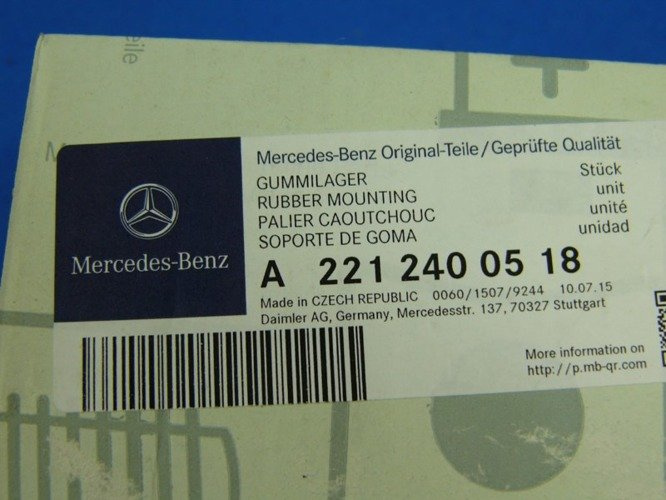 eile
M
Mercedes-Benz
Mercedes-Benz Original-Teile/Geprüfte Qualität
GUMMILAGER Stück
RUBBER MOUNTING unit
PALIER CAOUTCHOUC unité
SOPORTE DE GOMA unidad
A 221 240 05 18
Made in CZECH REPUBLIC 0060/1507/9244 10.07.15
Daimler AG, Germany, Mercedesstr. 137, 70327 Stuttgart
More information on
http://p.mb-qr.com/